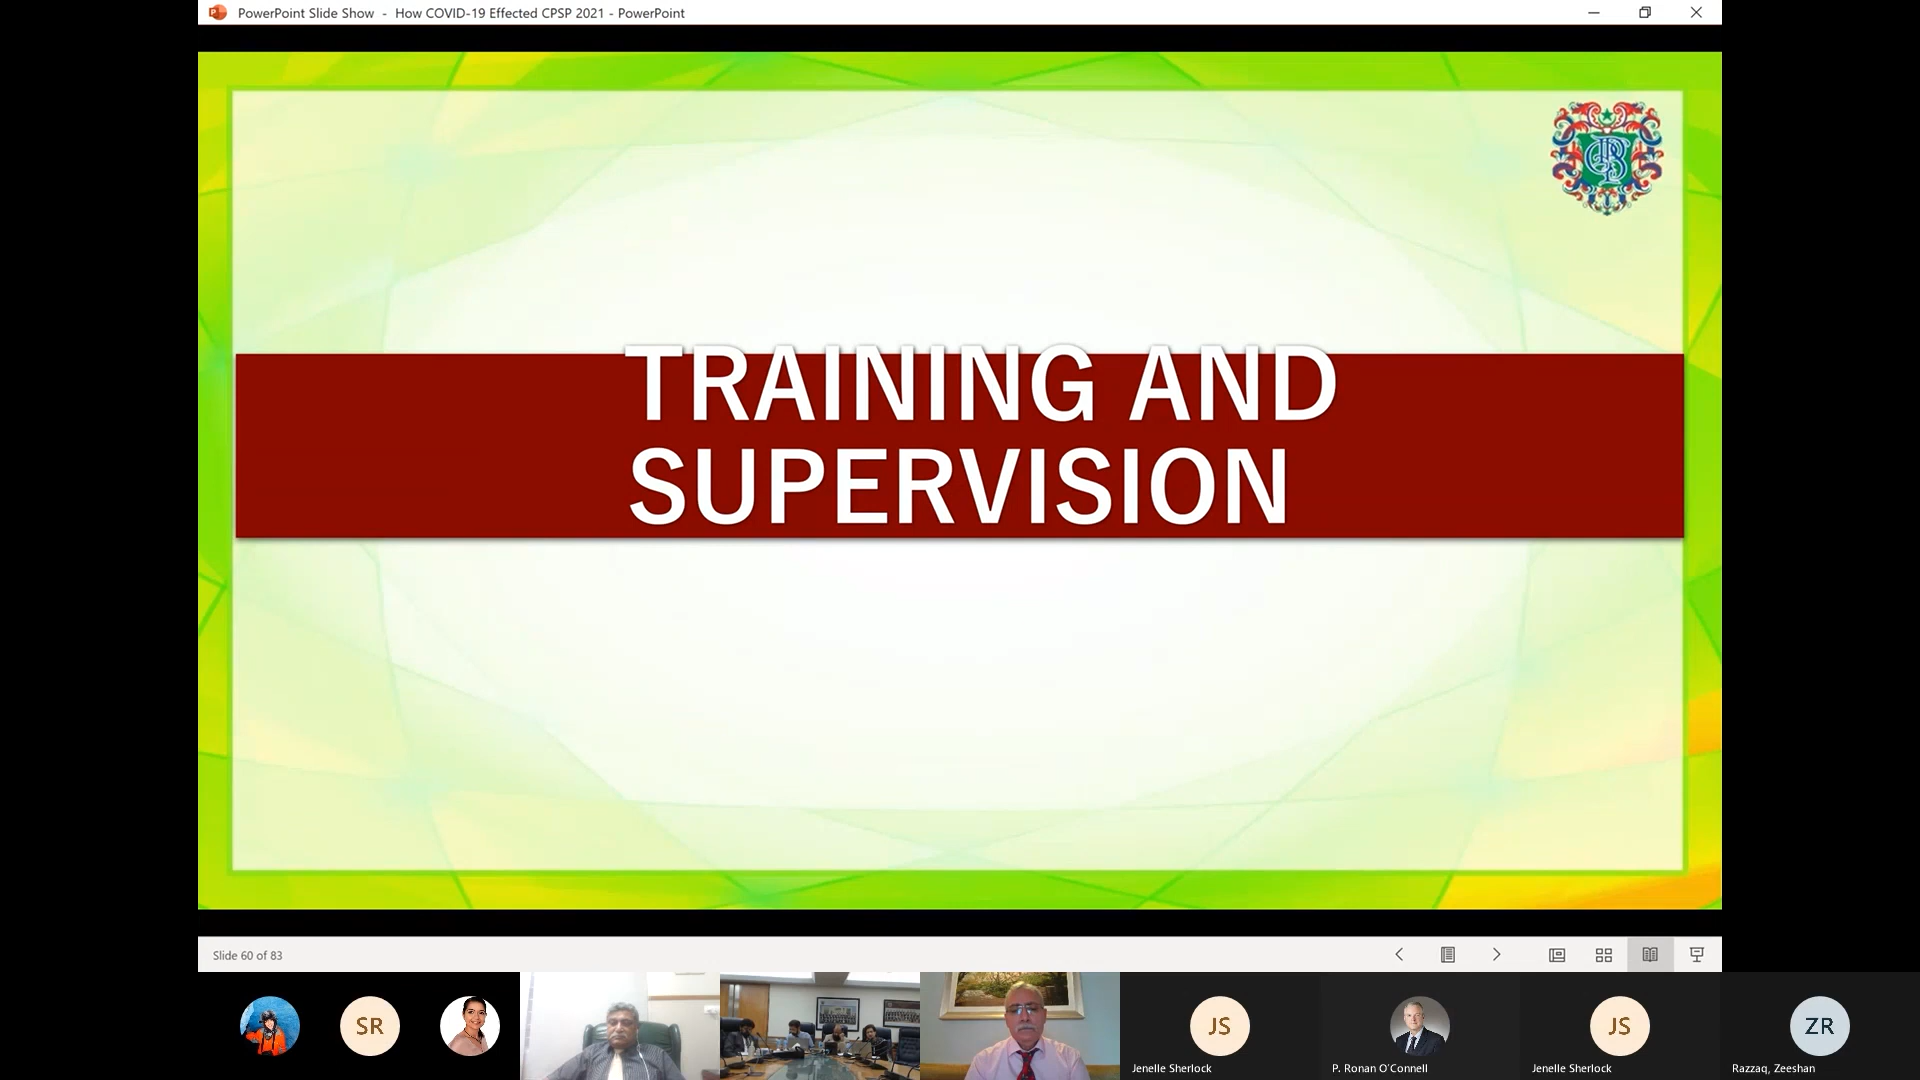 PowerPoint Slide Show - How COVID-19 Effected CPSP 2021 - PowerPoint
TRAINING AND
SUPERVISION
Slide 60 of 83
SR
JS
JS
ZR
Jenelle Sherlock
P. Ronan O'Connell
Jenelle Sherlock
Razzaq, Zeeshan